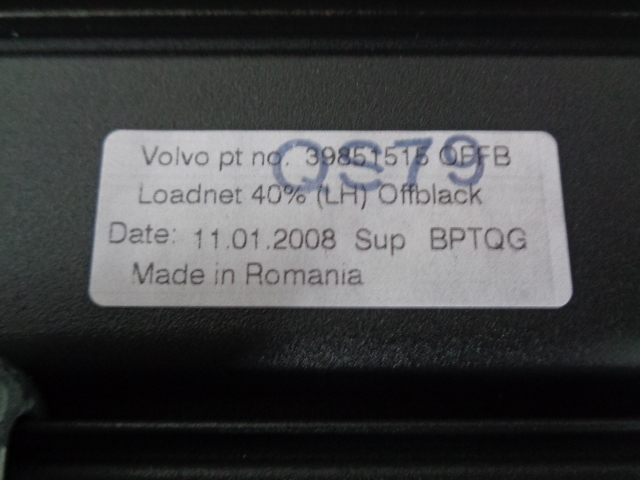 Volvo pt no. 39851515 OFFB
QS79
Loadnet 40% (LH) Offblack
Date: 11.01.2008 Sup BPTQG
Made in Romania